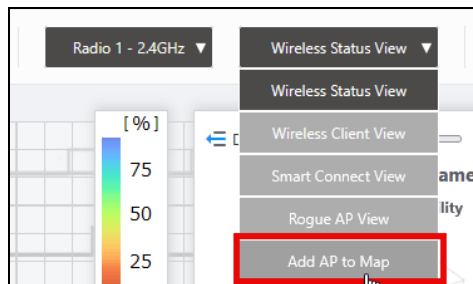 Radio 1 - 2.4GHz ▼
Wireless Status View ▼
Wireless Status View
[%]
Wireless Client View
75
Smart Connect View
ame
lity
50
Rogue AP View
25
Add AP to Map